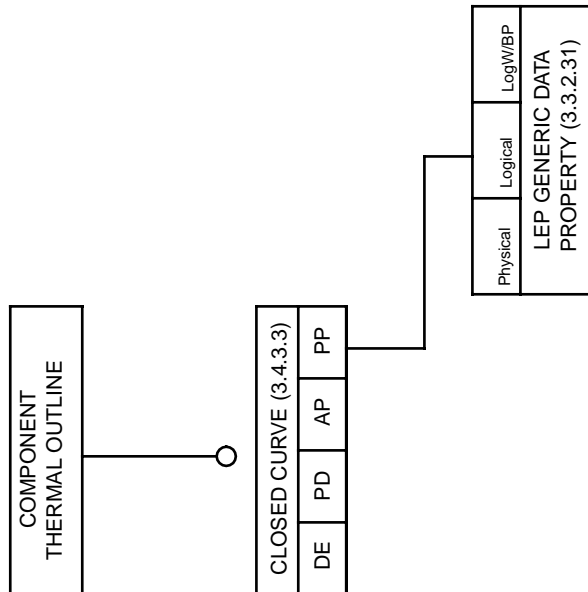 COMPONENT
THERMAL OUTLINE
CLOSED CURVE (3.4.3.3)
DE
PD
AP
PP
Physical
Logical
LogW/BP
LEP GENERIC DATA
PROPERTY (3.3.2.31)